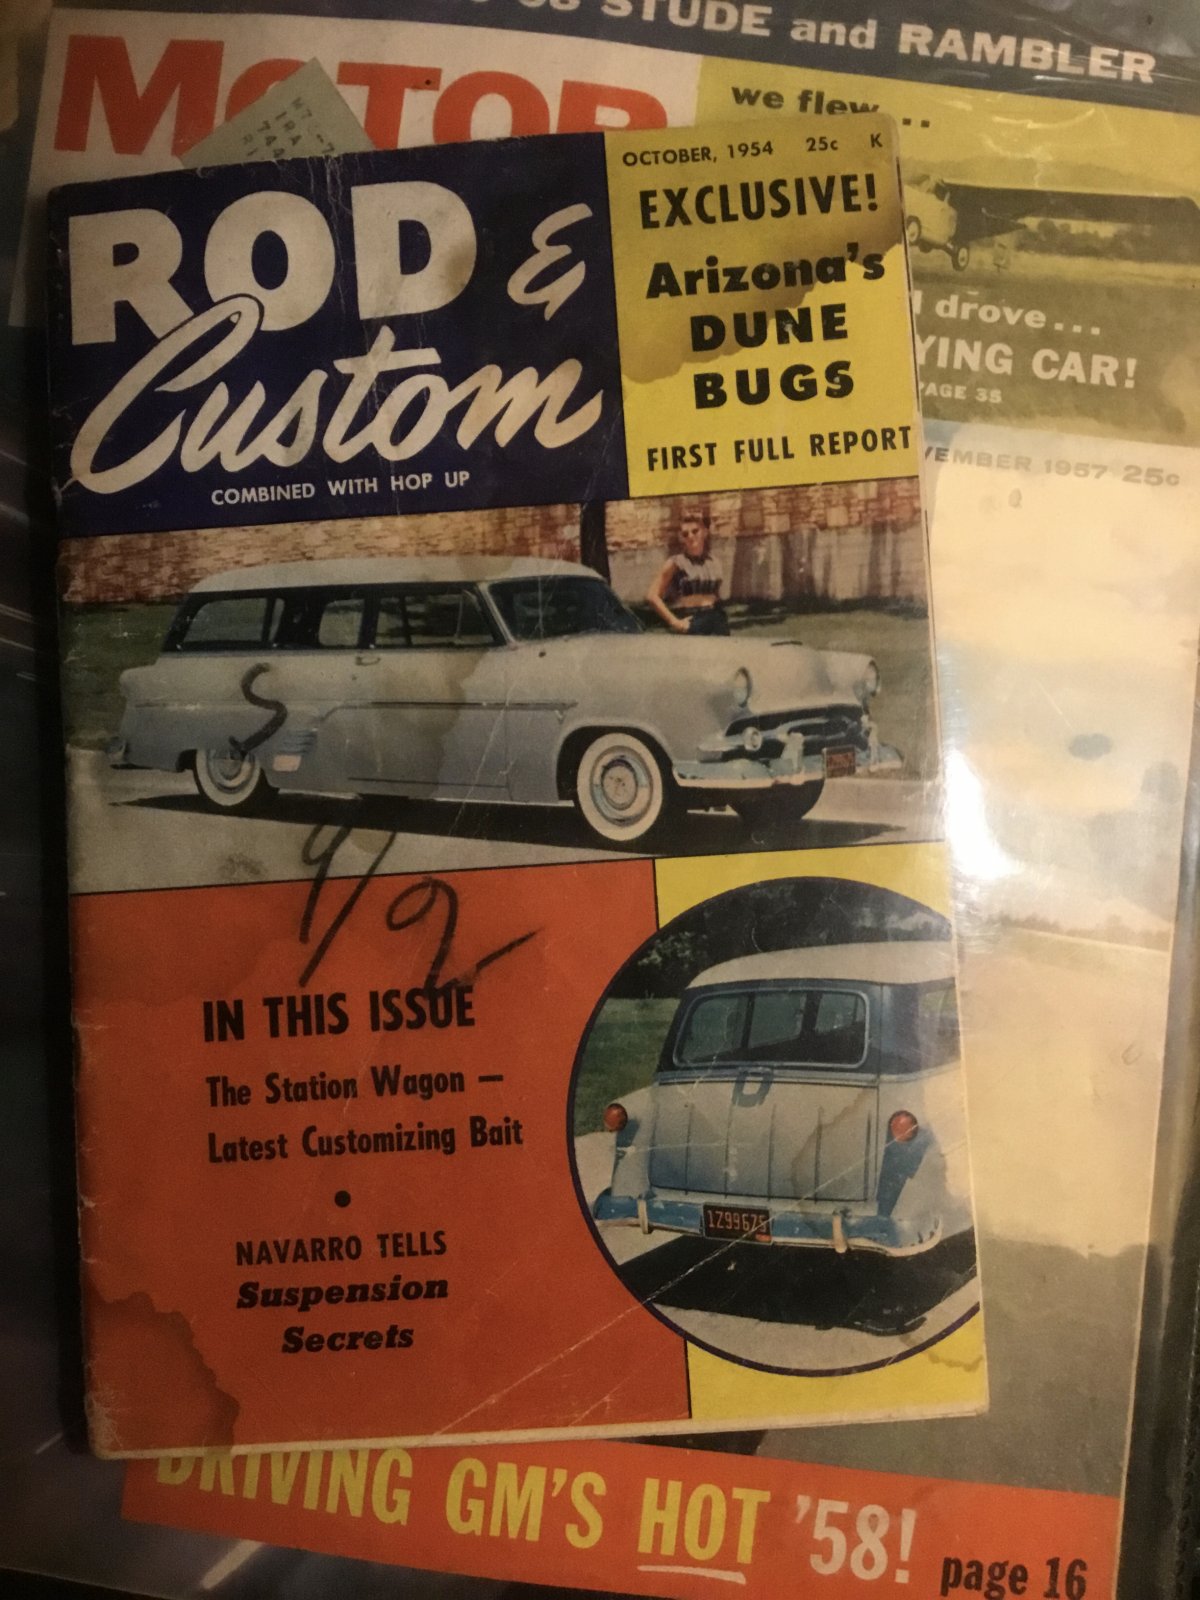 STUDE and RAMBLER
MOTOR
we flew...
drove...
YING CAR!
AGE 35
VEMBER 1957 25c
ROD &
Custom
COMBINED WITH HOP UP
OCTOBER, 1954 25c K
EXCLUSIVE!
Arizona's
DUNE
BUGS
FIRST FULL REPORT
S
9/2
IN THIS ISSUE
The Station Wagon —
Latest Customizing Bait
•
NAVARRO TELLS
Suspension
Secrets
1Z99675
DRIVING GM'S HOT '58!
page 16